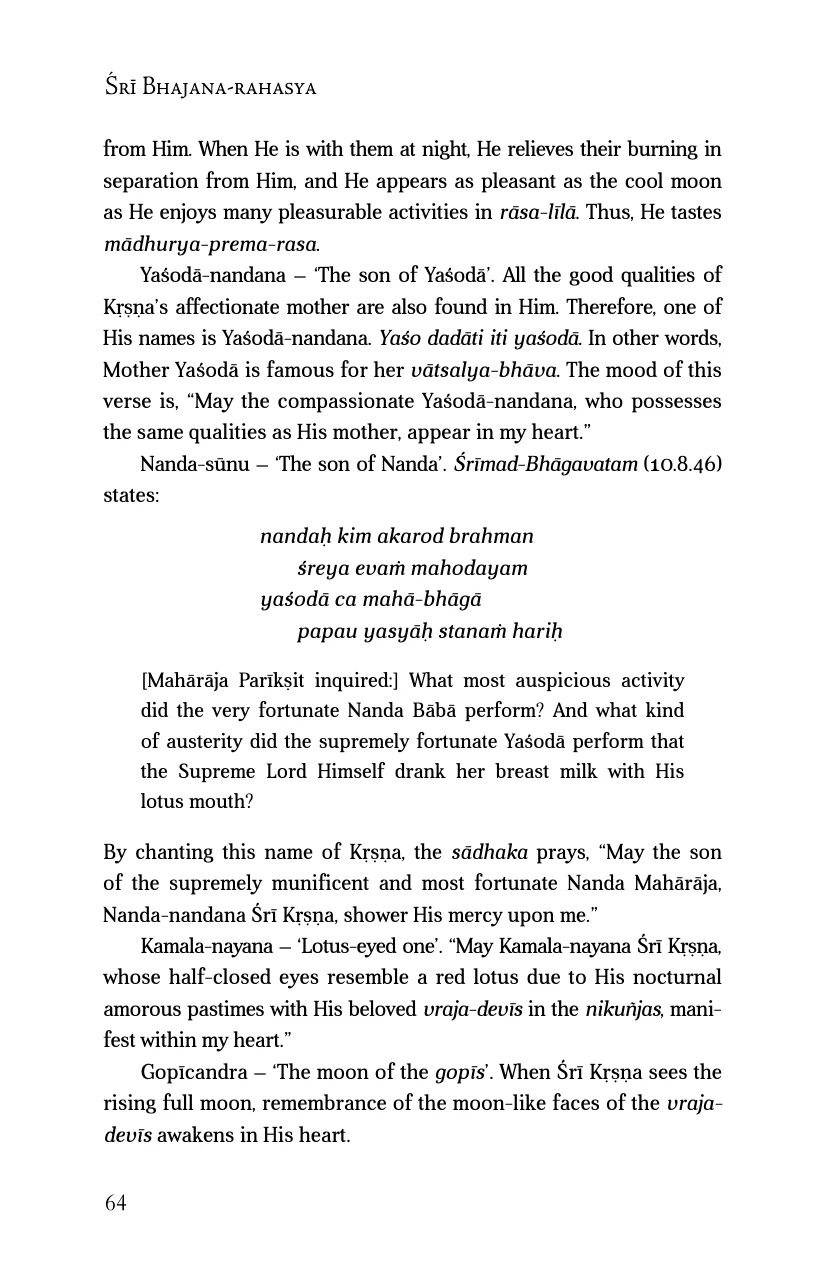 Śrī Bhajana-rahasya
from Him. When He is with them at night, He relieves their burning in
separation from Him, and He appears as pleasant as the cool moon
as He enjoys many pleasurable activities in rāsa-līlā. Thus, He tastes
mādhurya-prema-rasa.
Yaśodā-nandana – ‘The son of Yaśodā’. All the good qualities of
Kṛṣṇa’s affectionate mother are also found in Him. Therefore, one of
His names is Yaśodā-nandana. Yaśo dadāti iti yaśodā. In other words,
Mother Yaśodā is famous for her vātsalya-bhāva. The mood of this
verse is, “May the compassionate Yaśodā-nandana, who possesses
the same qualities as His mother, appear in my heart.”
Nanda-sūnu – ‘The son of Nanda’. Śrīmad-Bhāgavatam (10.8.46)
states:
nandaḥ kim akarod brahman
śreya evaṁ mahodayam
yaśodā ca mahā-bhāgā
papau yasyāḥ stanaṁ hariḥ
[Mahārāja Parīkṣit inquired:] What most auspicious activity
did the very fortunate Nanda Bābā perform? And what kind
of austerity did the supremely fortunate Yaśodā perform that
the Supreme Lord Himself drank her breast milk with His
lotus mouth?
By chanting this name of Kṛṣṇa, the sādhaka prays, “May the son
of the supremely munificent and most fortunate Nanda Mahārāja,
Nanda-nandana Śrī Kṛṣṇa, shower His mercy upon me.”
Kamala-nayana – ‘Lotus-eyed one’. “May Kamala-nayana Śrī Kṛṣṇa,
whose half-closed eyes resemble a red lotus due to His nocturnal
amorous pastimes with His beloved vraja-devīs in the nikuñjas, mani-
fest within my heart.”
Gopīcandra – ‘The moon of the gopīs’. When Śrī Kṛṣṇa sees the
rising full moon, remembrance of the moon-like faces of the vraja-
devīs awakens in His heart.
64